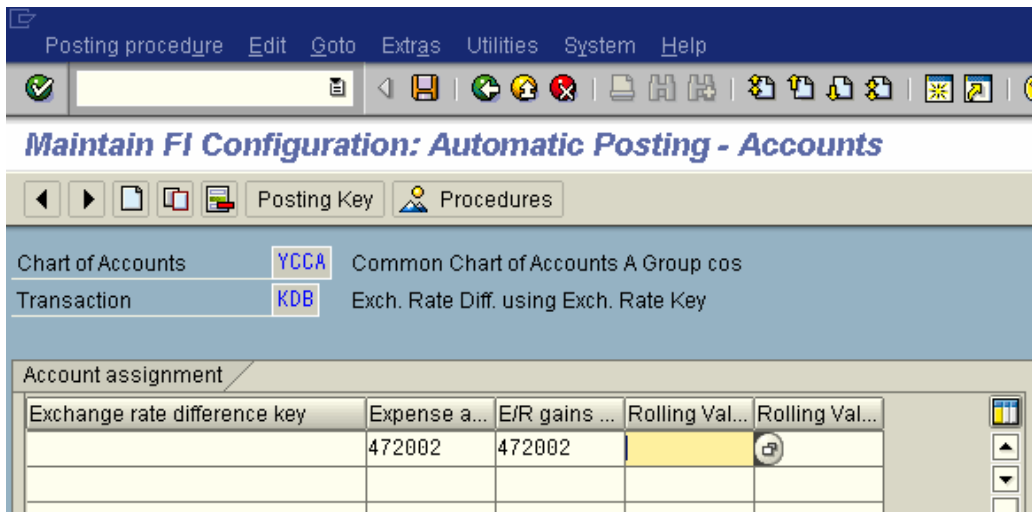 Posting procedure Edit Goto Extras Utilities System Help
Maintain FI Configuration: Automatic Posting - Accounts
Posting Key Procedures
Chart of Accounts YCCA Common Chart of Accounts A Group cos
Transaction KDB Exch. Rate Diff. using Exch. Rate Key
Account assignment
Exchange rate difference key Expense a... E/R gains ... Rolling Val... Rolling Val...
472002 472002